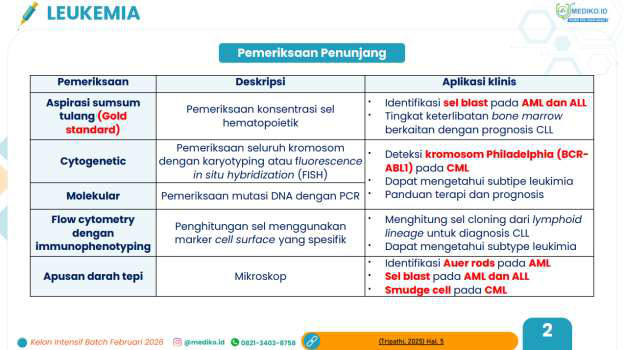 LEUKEMIA
MEDIKO.ID
Pemeriksaan Penunjang
Pemeriksaan
Deskripsi
Aplikasi klinis
Aspirasi sumsum
tulang (Gold
standard)
Pemeriksaan konsentrasi sel
hematopoietik
• Identifikasi sel blast pada AML dan ALL
• Tingkat keterlibatan bone marrow
berkaitan dengan prognosis CLL
Cytogenetic
Pemeriksaan seluruh kromosom
dengan karyotyping atau fluorescence
in situ hybridization (FISH)
• Deteksi kromosom Philadelphia (BCR-
ABL1) pada CML
• Dapat mengetahui subtipe leukimia
• Panduan terapi dan prognosis
Molekular
Pemeriksaan mutasi DNA dengan PCR
Flow cytometry
dengan
immunophenotyping
Penghitungan sel menggunakan
marker cell surface yang spesifik
• Menghitung sel cloning dari lymphoid
lineage untuk diagnosis CLL
• Dapat mengetahui subtype leukimia
Apusan darah tepi
Mikroskop
• Identifikasi Auer rods pada AML
• Sel blast pada AML dan ALL
• Smudge cell pada CML
Kelon Intensif Batch Februari 2026
@mediko.id
0821-3403-8758
(Tripathi, 2025) Hal. 5
2